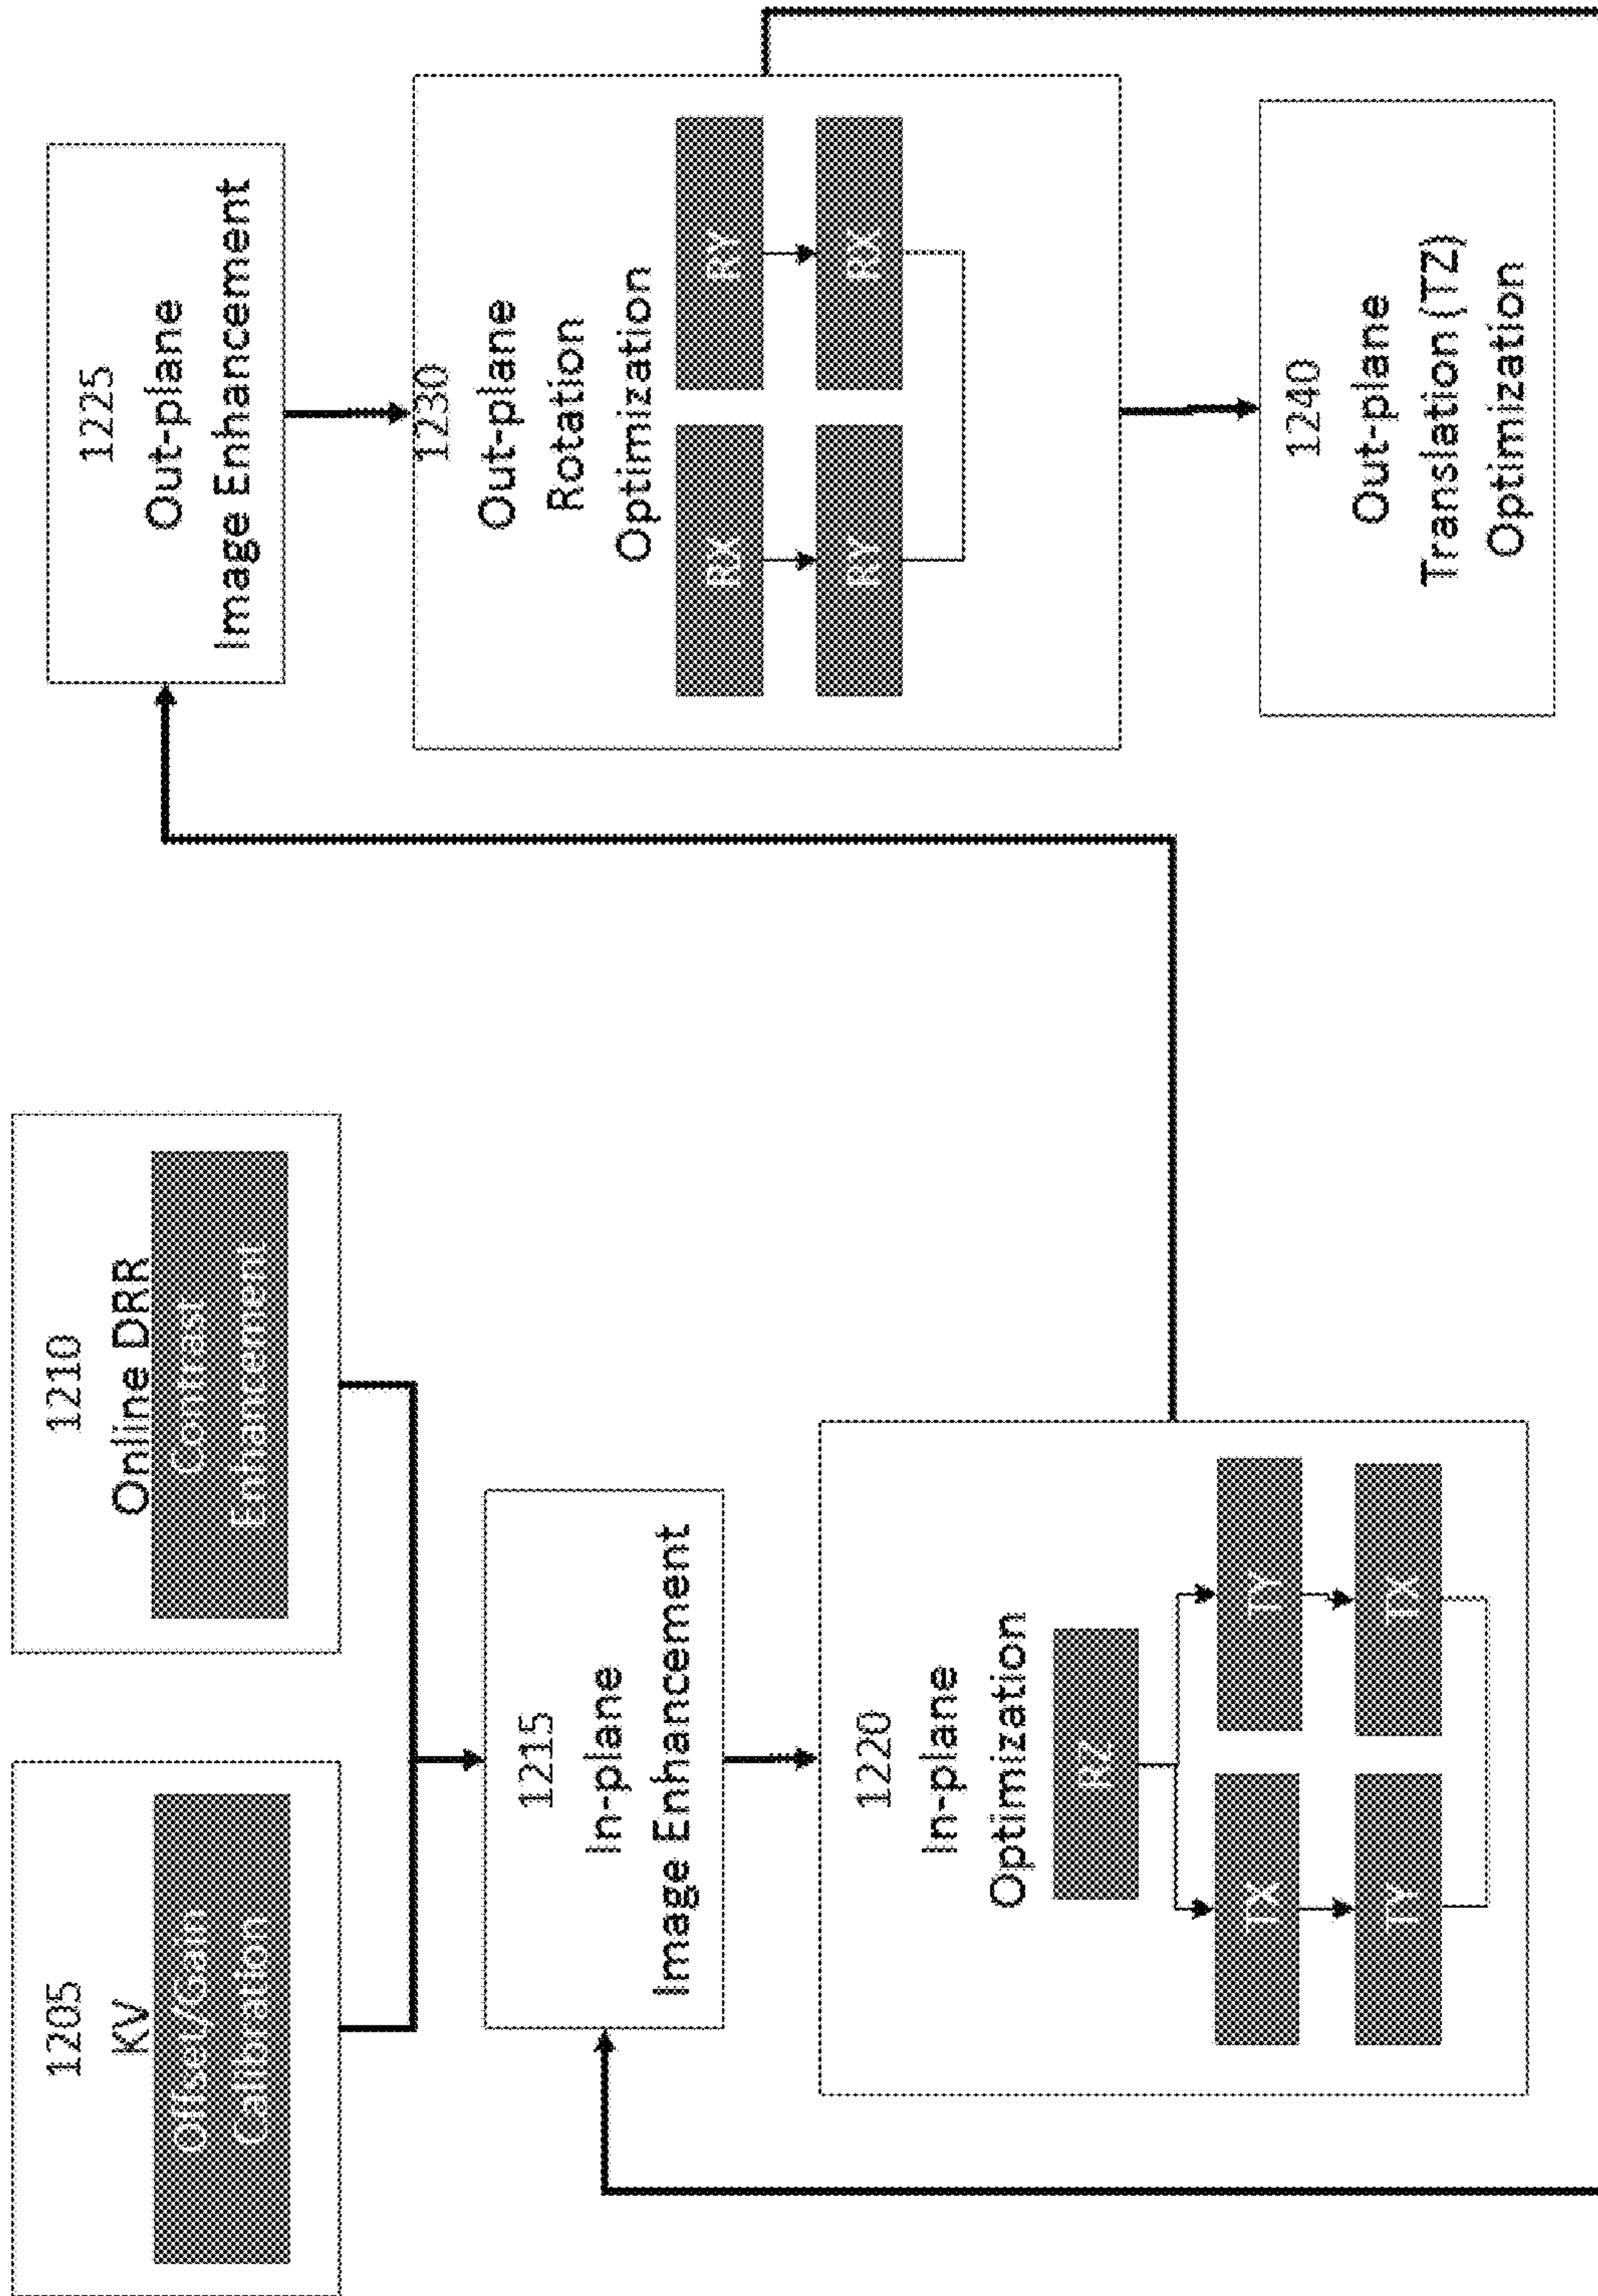 1205
KV
Offset/Gain
Calibration
1210
Online DRR
Contrast
Enhancement
1215
In-plane
Image Enhancement
1220
In-plane
Optimization
RZ
TX
TY
TY
TX
1225
Out-plane
Image Enhancement
1230
Out-plane
Rotation
Optimization
RX
RY
RY
RX
1240
Out-plane
Translation (TZ)
Optimization